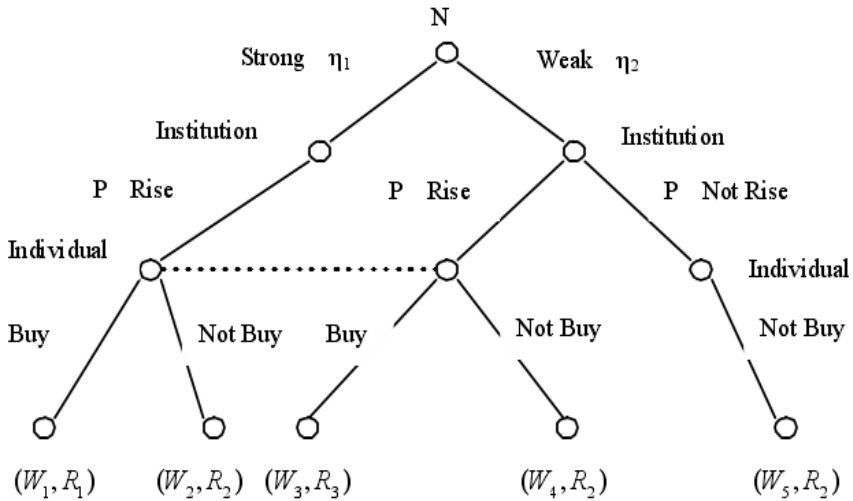 N
Strong η₁ Weak η₂
Institution Institution
P Rise P Rise P Not Rise
Individual Individual
Buy Not Buy Buy Not Buy Not Buy
(W₁,R₁) (W₂,R₂) (W₃,R₃) (W₄,R₂) (W₅,R₂)